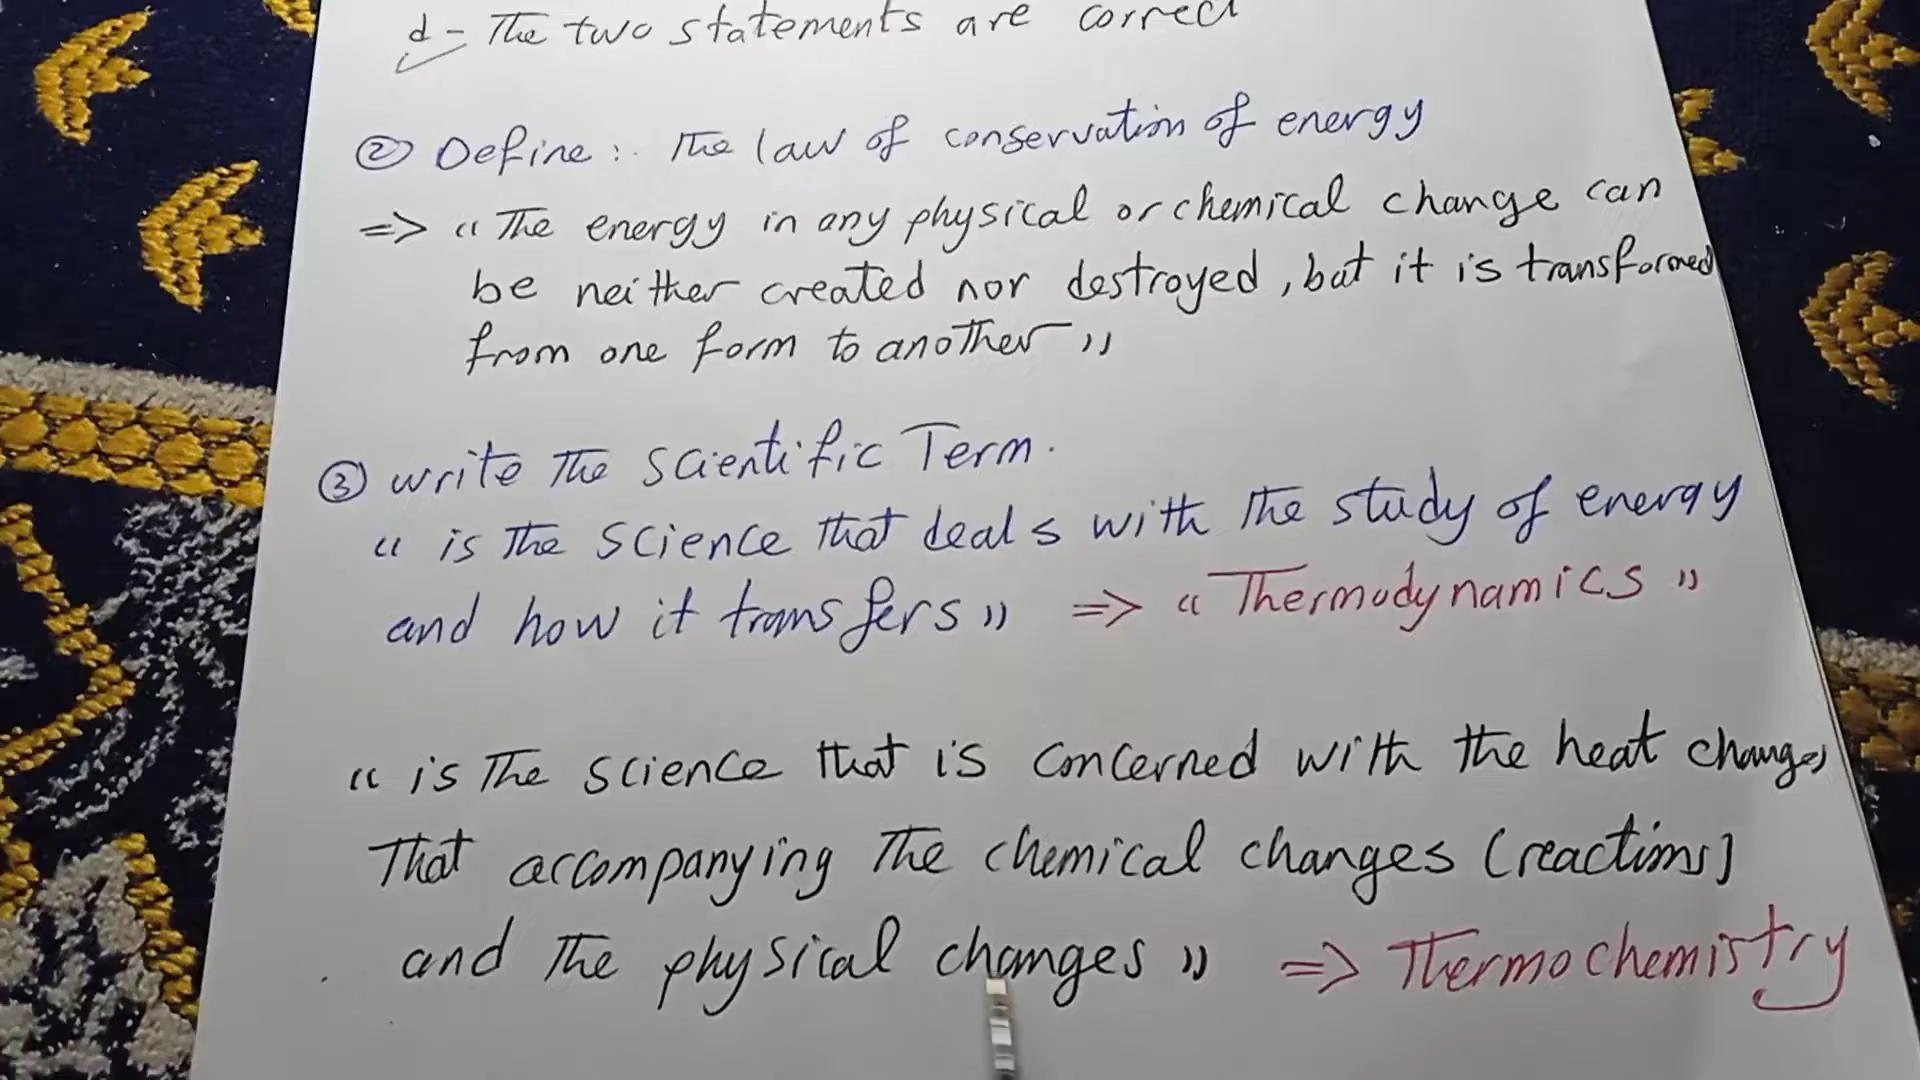 d - The two statements are correct
② Define :. The law of conservation of energy
=> " The energy in any physical or chemical change can
be neither created nor destroyed, but it is transformed
from one form to another "
③ write the scientific Term.
" is the science that deals with the study of energy
and how it transfers " => " Thermodynamics "
" is the science that is concerned with the heat changes
that accompanying the chemical changes (reactions)
and the physical changes " => Thermochemistry